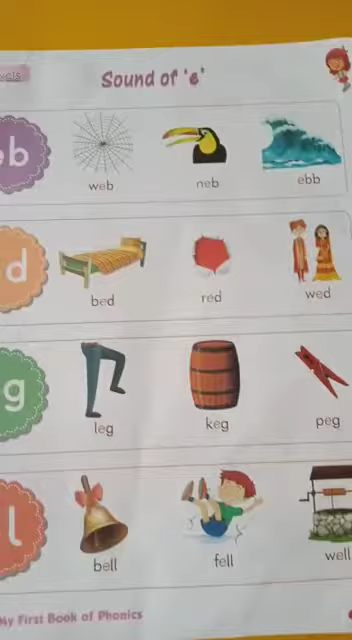 Sound of 'e'
web neb ebb
bed red wed
leg keg peg
bell fell well
My First Book of Phonics